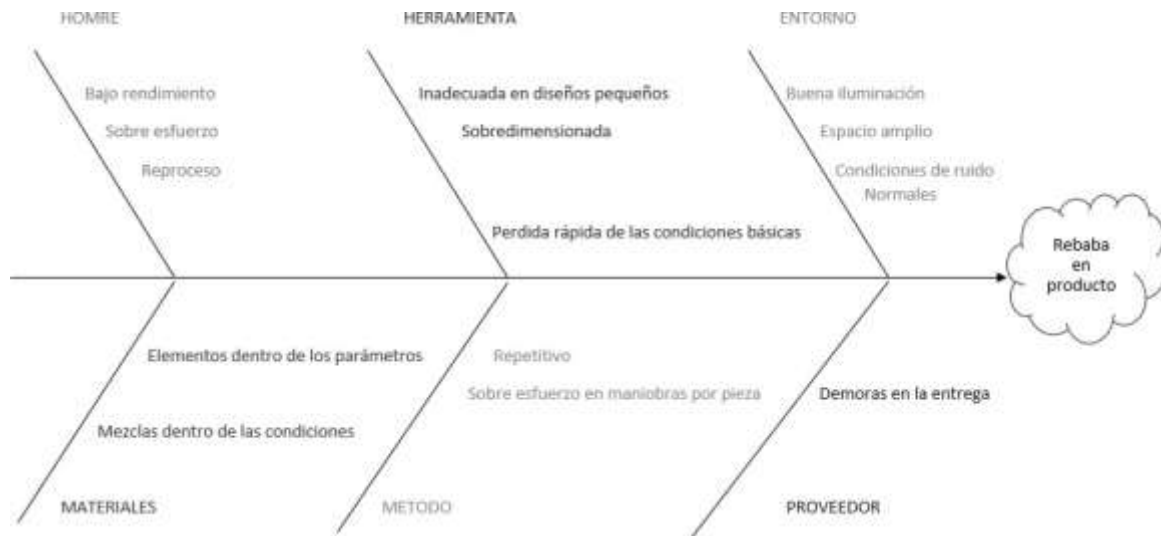 HOMRE
HERRAMIENTA
ENTORNO
Bajo rendimiento
Inadecuada en diseños pequeños
Buena iluminación
Sobre esfuerzo
Sobredimensionada
Espacio amplio
Reproceso
Condiciones de ruido
Normales
Perdida rápida de las condiciones básicas
Rebaba
en
producto
Elementos dentro de los parámetros
Repetitivo
Sobre esfuerzo en maniobras por pieza
Demoras en la entrega
Mezclas dentro de las condiciones
MATERIALES
METODO
PROVEEDOR